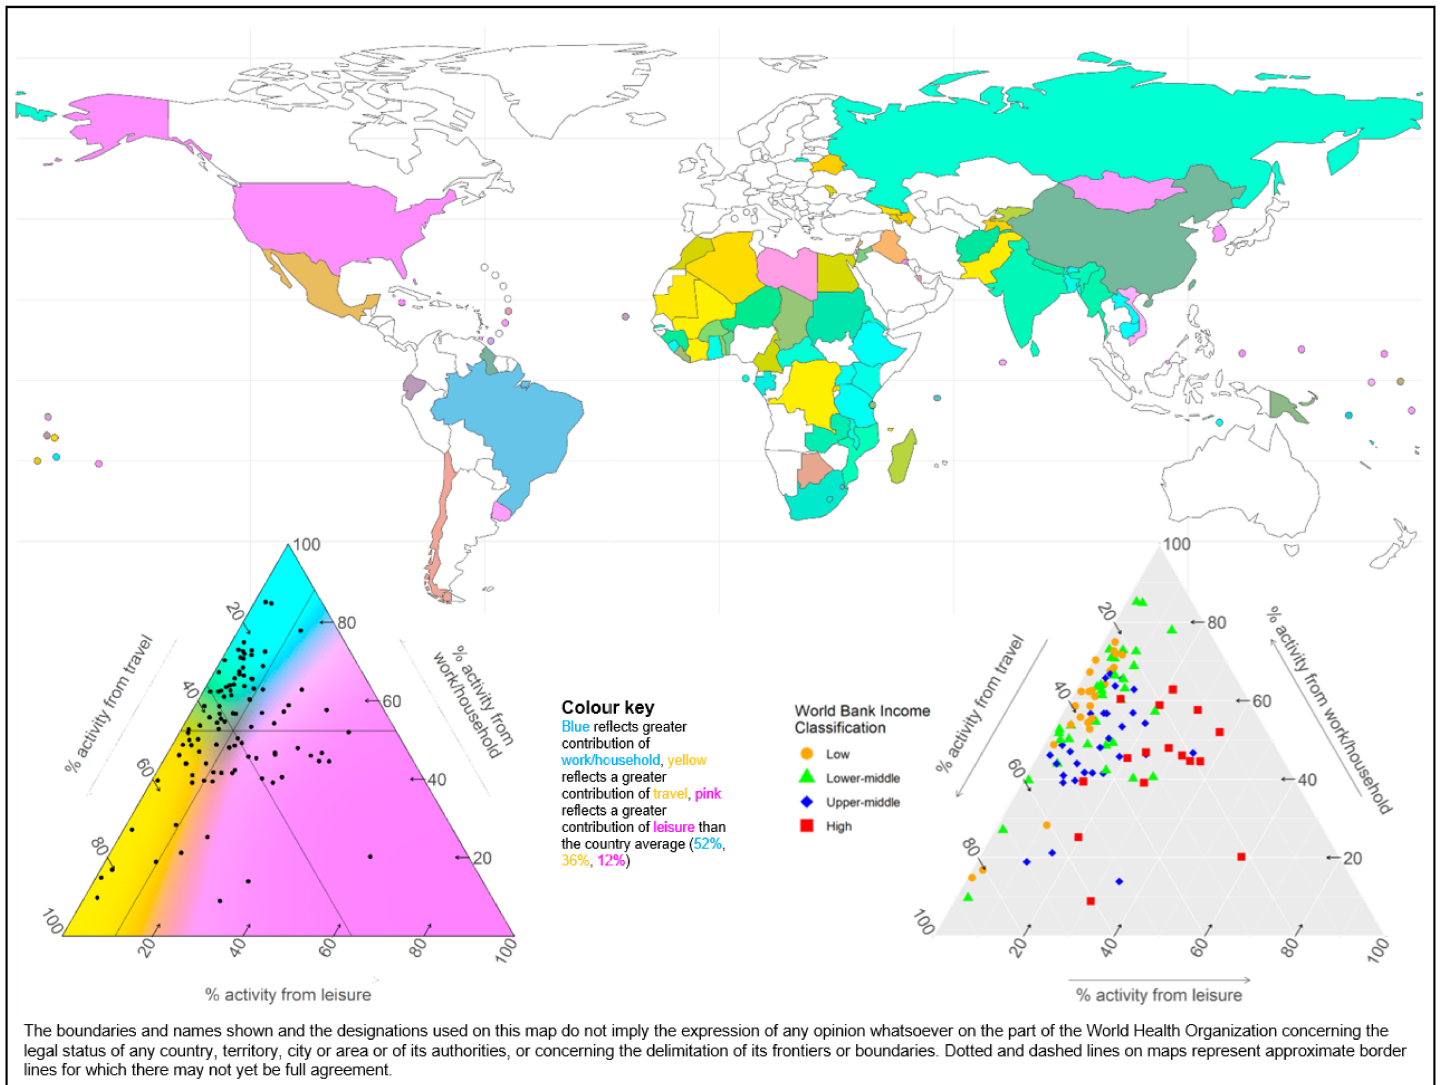 100
20
80
% activity from travel
% activity from
work/household
40
60
60
40
80
20
100
20
40
60
80
100
% activity from leisure
Colour key
Blue reflects greater
contribution of
work/household, yellow
reflects a greater
contribution of travel, pink
reflects a greater
contribution of leisure than
the country average (52%,
36%, 12%)
World Bank Income
Classification
Low
Lower-middle
Upper-middle
High
100
20
80
% activity from travel
% activity from work/household
40
60
60
40
80
20
100
20
40
60
80
100
% activity from leisure
The boundaries and names shown and the designations used on this map do not imply the expression of any opinion whatsoever on the part of the World Health Organization concerning the
legal status of any country, territory, city or area or of its authorities, or concerning the delimitation of its frontiers or boundaries. Dotted and dashed lines on maps represent approximate border
lines for which there may not yet be full agreement.